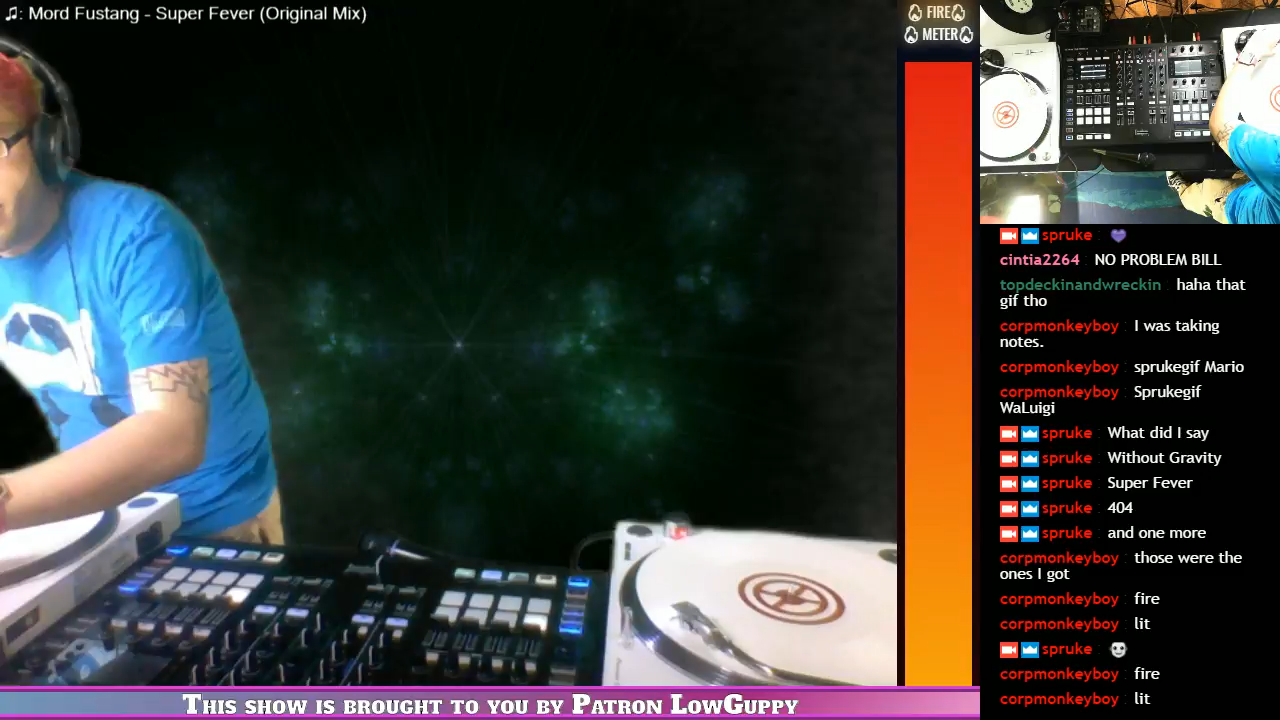 ♫: Mord Fustang - Super Fever (Original Mix)
FIRE
METER
spruke :
cintia2264 : NO PROBLEM BILL
topdeckinandwreckin : haha that
gif tho
corpmonkeyboy : I was taking
notes.
corpmonkeyboy : sprukegif Mario
corpmonkeyboy : Sprukegif
WaLuigi
spruke : What did I say
spruke : Without Gravity
spruke : Super Fever
spruke : 404
spruke : and one more
corpmonkeyboy : those were the
ones I got
corpmonkeyboy : fire
corpmonkeyboy : lit
spruke :
corpmonkeyboy : fire
corpmonkeyboy : lit
THIS SHOW IS BROUGHT TO YOU BY PATRON LOWGUPPY